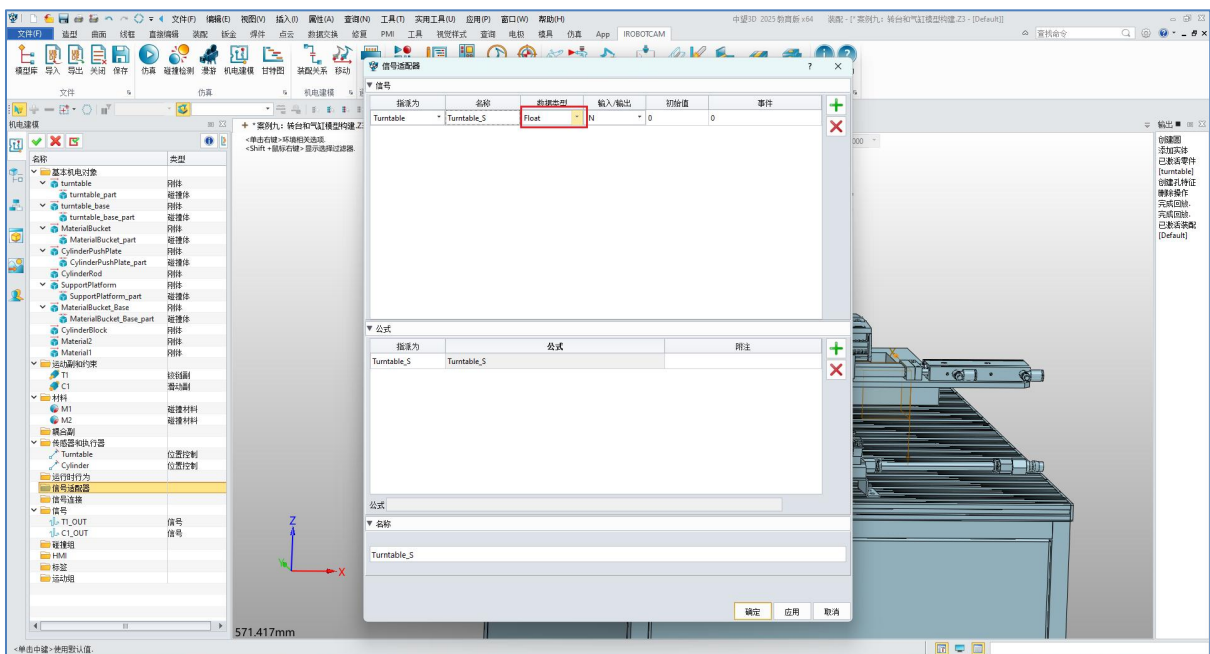 文件(F) 编辑(E) 视图(V) 插入(I) 属性(A) 查询(N) 工具(T) 实用工具(U) 应用(P) 窗口(W) 帮助(H) 中望3D 2025 教育版 x64 装配 - [* 案例九：转台和气缸模型构建.Z3 - [Default]]
文件(F) 造型 曲面 线框 直接编辑 装配 钣金 焊件 点云 数据交换 修复 PMI 工具 视觉样式 查询 电极 模具 仿真 App IROBOTCAM 查找命令
模型库 导入 导出 关闭 保存 仿真 碰撞检测 漫游 机电建模 甘特图 装配关系 移动
文件 仿真 机电建模
机电建模
+ *案例九：转台和气缸模型构建.Z3
<单击右键>环境相关选项.
<Shift +鼠标右键> 显示选择过滤器.
名称 类型
基本机电对象
turntable 刚体
turntable_part 碰撞体
turntable_base 刚体
turntable_base_part 碰撞体
MaterialBucket 刚体
MaterialBucket_part 碰撞体
CylinderPushPlate 刚体
CylinderPushPlate_part 碰撞体
CylinderRod 刚体
SupportPlatform 刚体
SupportPlatform_part 碰撞体
MaterialBucket_Base 刚体
MaterialBucket_Base_part 碰撞体
CylinderBlock 刚体
Material2 刚体
Material1 刚体
运动副和约束
T1 铰链副
C1 滑动副
材料
M1 碰撞材料
M2 碰撞材料
耦合副
传感器和执行器
Turntable 位置控制
Cylinder 位置控制
运行时行为
信号适配器
信号连接
信号
T1_OUT 信号
C1_OUT 信号
碰撞组
HMI
标签
运动组
信号适配器 ? ×
信号
指派为 名称 数据类型 输入/输出 初始值 事件
Turntable Turntable_S Float N 0 0
公式
指派为 公式 附注
Turntable_S Turntable_S
公式
名称
Turntable_S
确定 应用 取消
000
Z
Y
X
571.417mm
输出
创建圆
添加实体
已激活零件
[turntable]
创建孔特征
删除操作
完成回放.
完成回放.
已激活装配
[Default]
<单击中键>使用默认值.